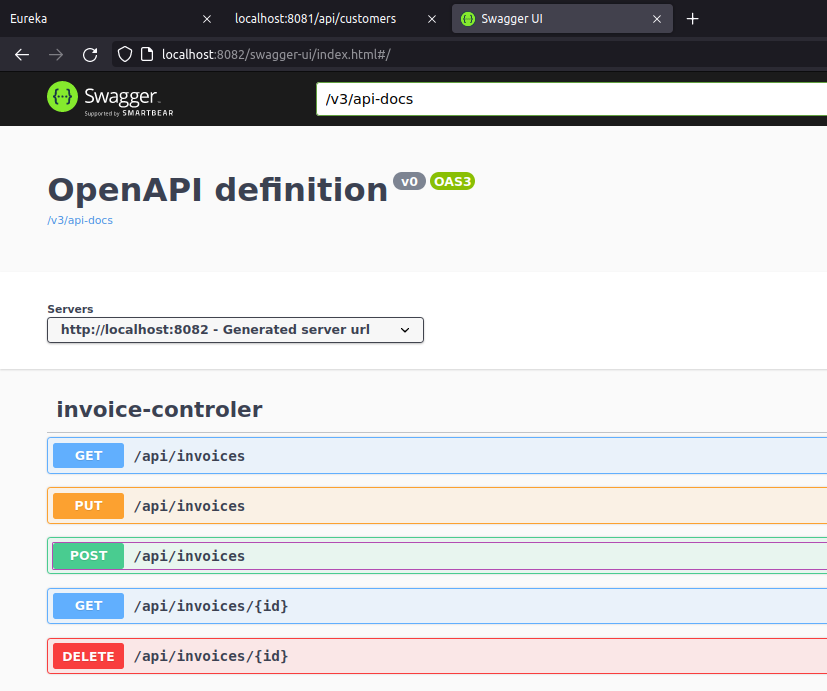 Eureka
localhost:8081/api/customers
Swagger UI
localhost:8082/swagger-ui/index.html#/
Swagger
Supported by SMARTBEAR
/v3/api-docs
OpenAPI definition v0 OAS3
/v3/api-docs
Servers
http://localhost:8082 - Generated server url
invoice-controler
GET /api/invoices
PUT /api/invoices
POST /api/invoices
GET /api/invoices/{id}
DELETE /api/invoices/{id}